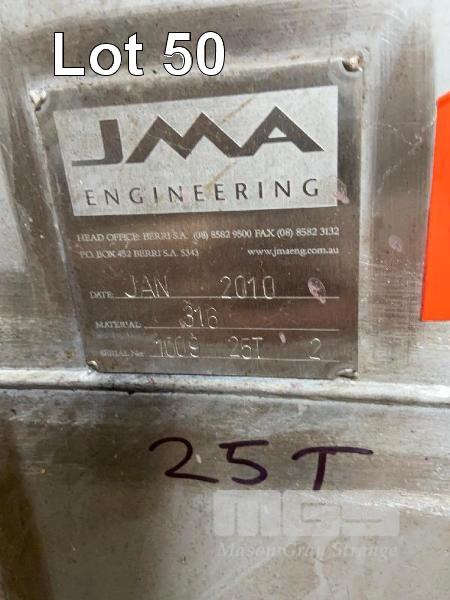 Lot 50
JMA
ENGINEERING
HEAD OFFICE: BERRI S.A. (08) 8582 9500 FAX (08) 8582 3132
P.O. BOX 452 BERRI S.A. 5343 www.jmaeng.com.au
DATE JAN 2010
MATERIAL 316
SERIAL No 1009 25T 2
25T
MGS
Mason Gray Strange